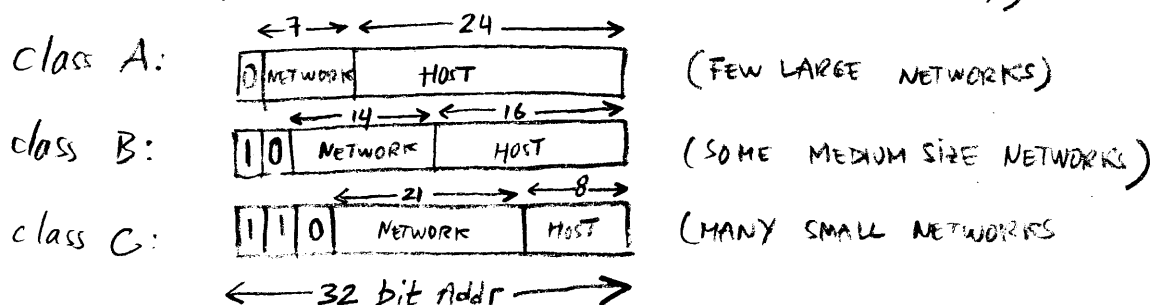 7 24
class A: 0 NETWORK HOST (FEW LARGE NETWORKS)
14 16
class B: 1 0 NETWORK HOST (SOME MEDIUM SIZE NETWORKS)
21 8
class C: 1 1 0 NETWORK HOST (MANY SMALL NETWORKS
32 bit Addr